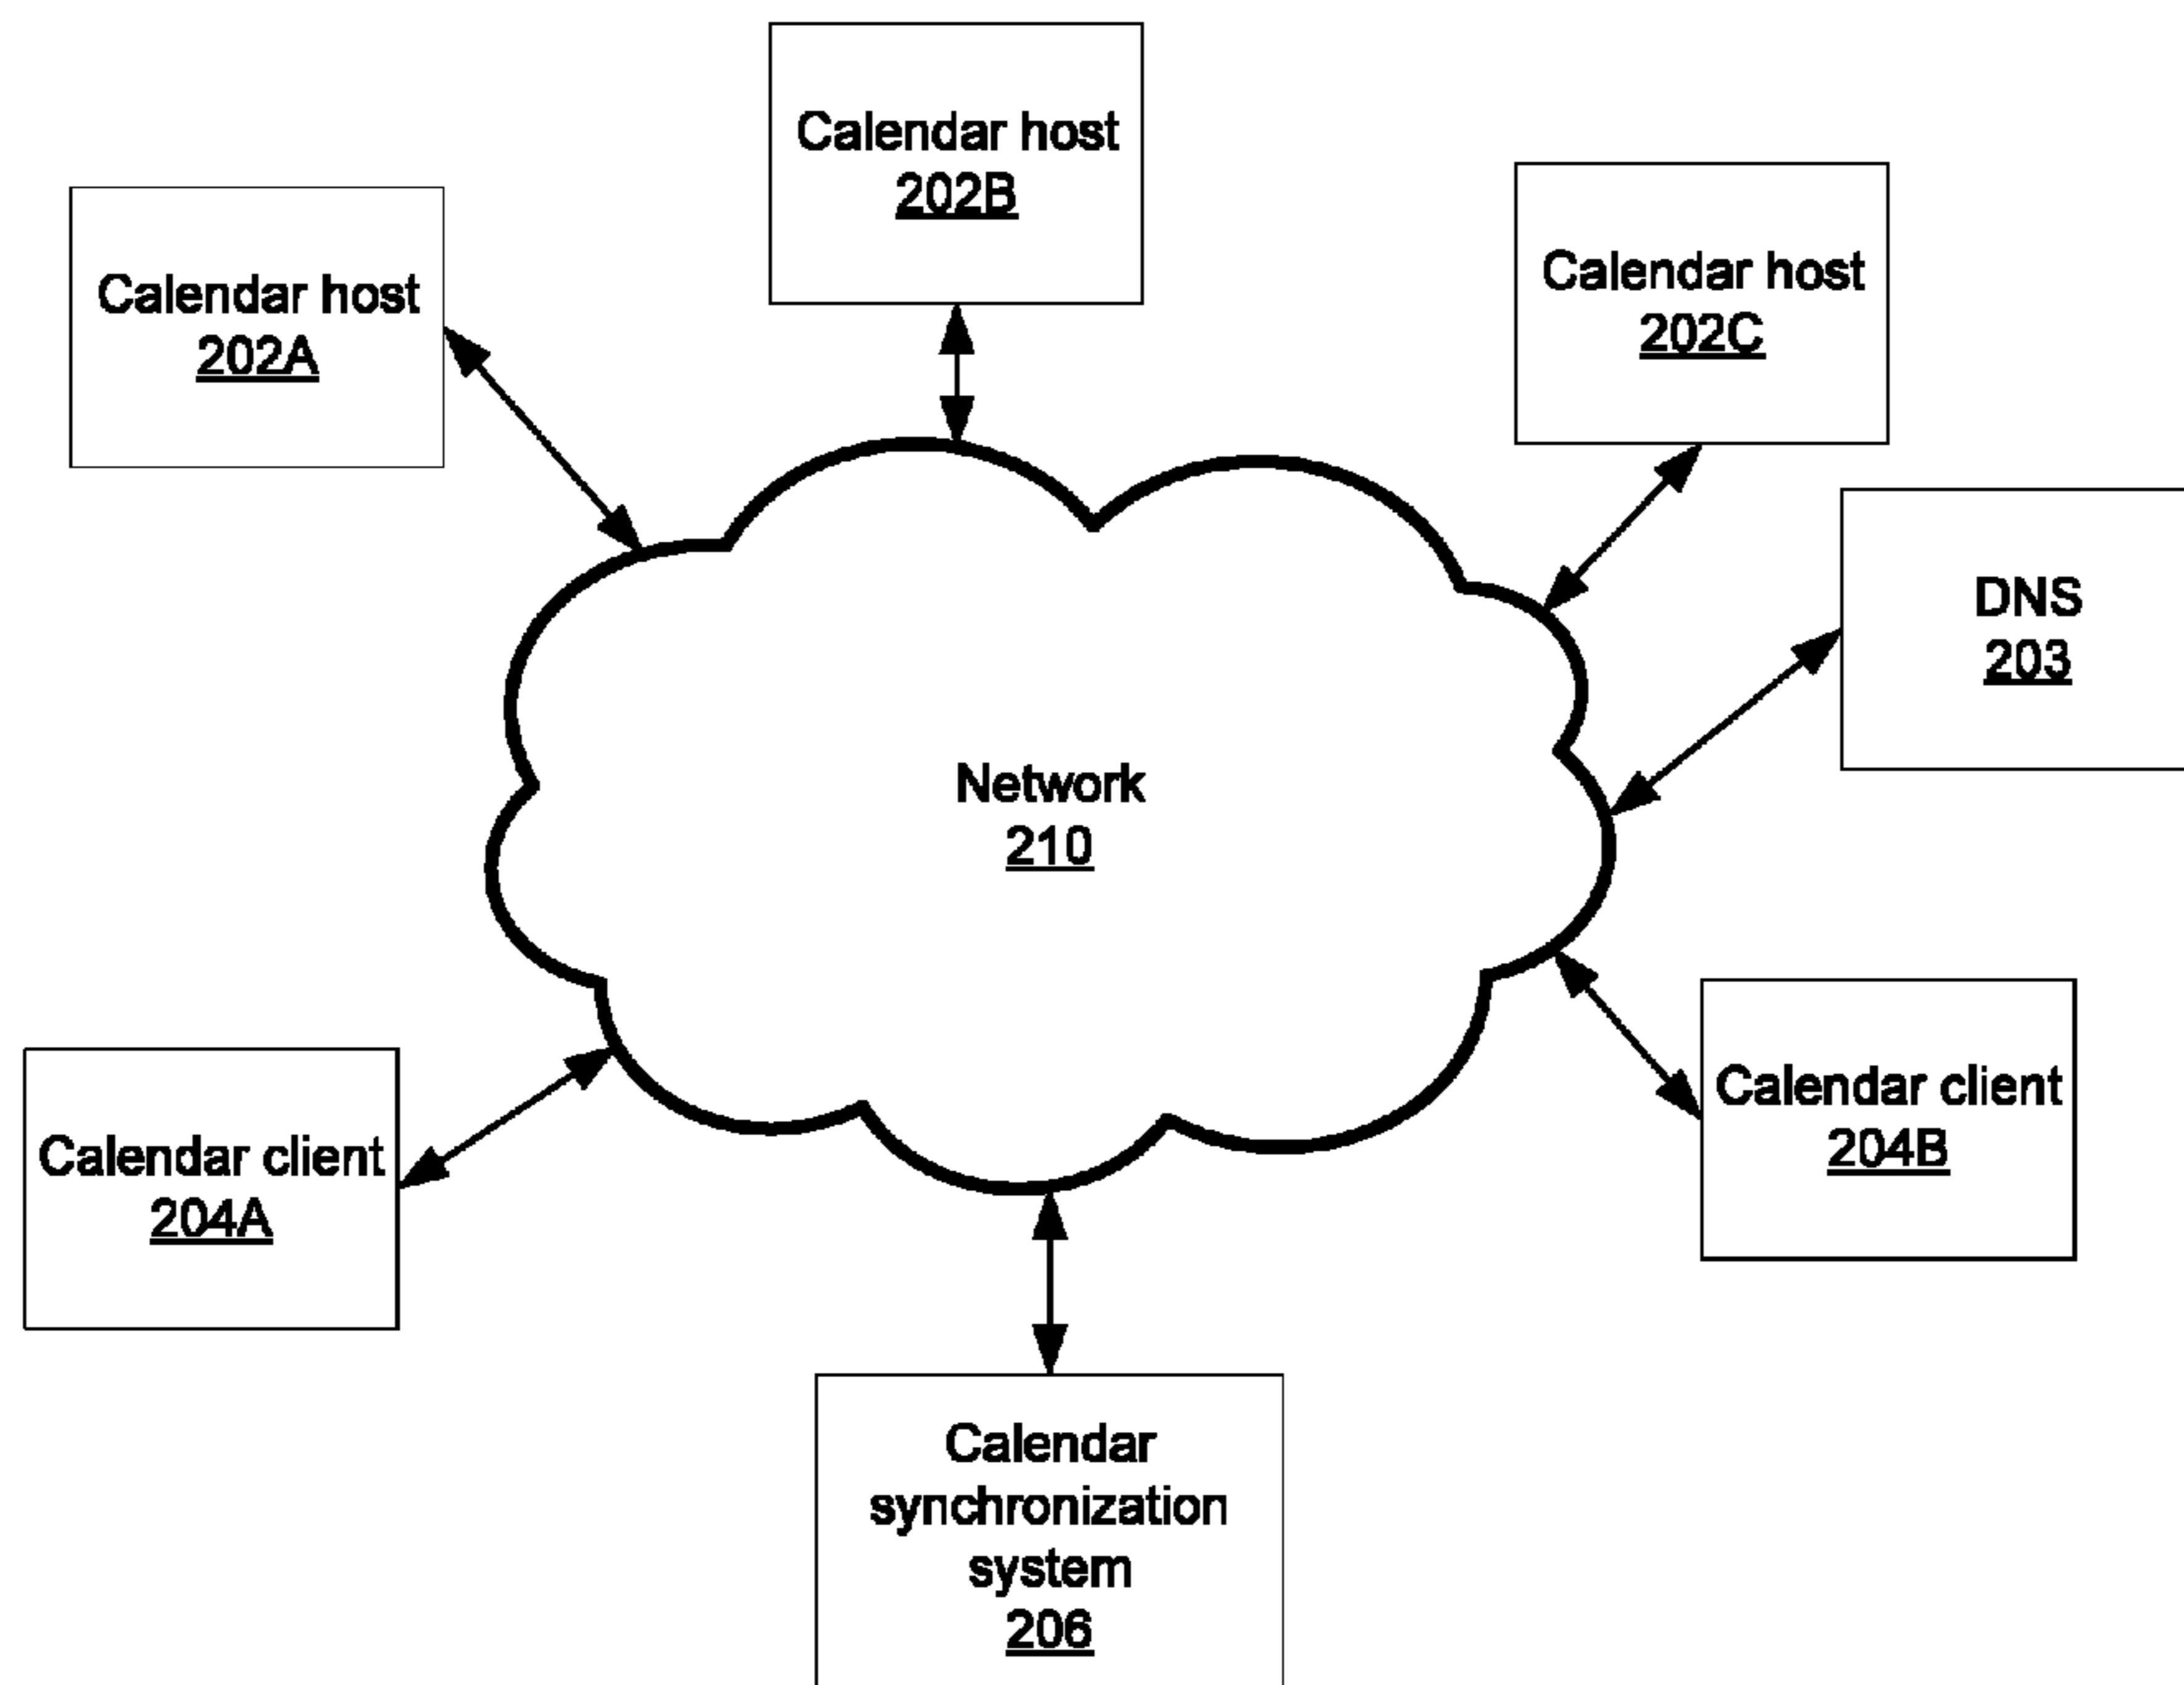 Calendar host
202B
Calendar host
202A
Calendar host
202C
DNS
203
Network
210
Calendar client
204A
Calendar client
204B
Calendar
synchronization
system
206